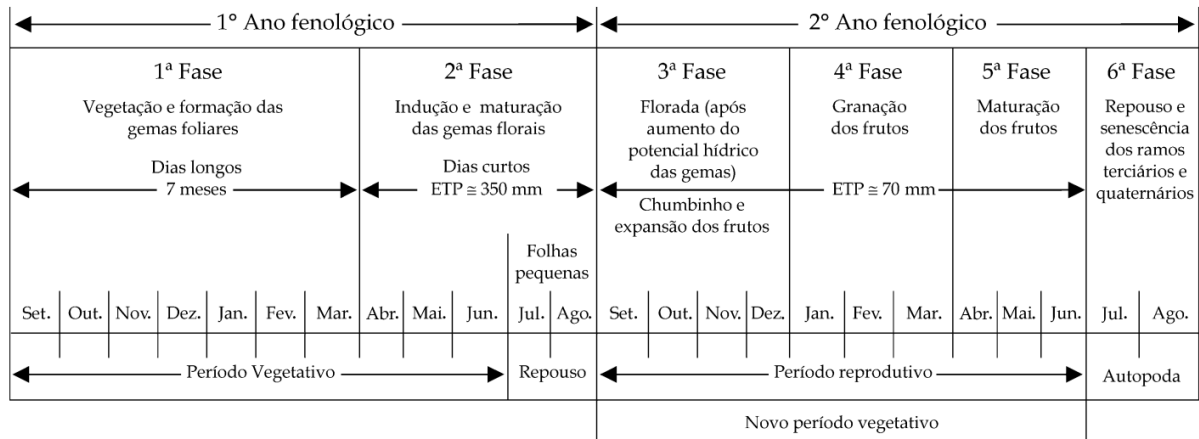 1° Ano fenológico
2° Ano fenológico
1ª Fase
Vegetação e formação das
gemas foliares
Dias longos
7 meses
2ª Fase
Indução e maturação
das gemas florais
Dias curtos
ETP ≅ 350 mm
Folhas
pequenas
3ª Fase
Florada (após
aumento do
potencial hídrico
das gemas)
Chumbinho e
expansão dos frutos
4ª Fase
Granação
dos frutos
ETP ≅ 70 mm
5ª Fase
Maturação
dos frutos
6ª Fase
Repouso e
senescência
dos ramos
terciários e
quaternários
Set. Out. Nov. Dez. Jan. Fev. Mar. Abr. Mai. Jun. Jul. Ago. Set. Out. Nov. Dez. Jan. Fev. Mar. Abr. Mai. Jun. Jul. Ago.
Período Vegetativo
Repouso
Período reprodutivo
Autopoda
Novo período vegetativo